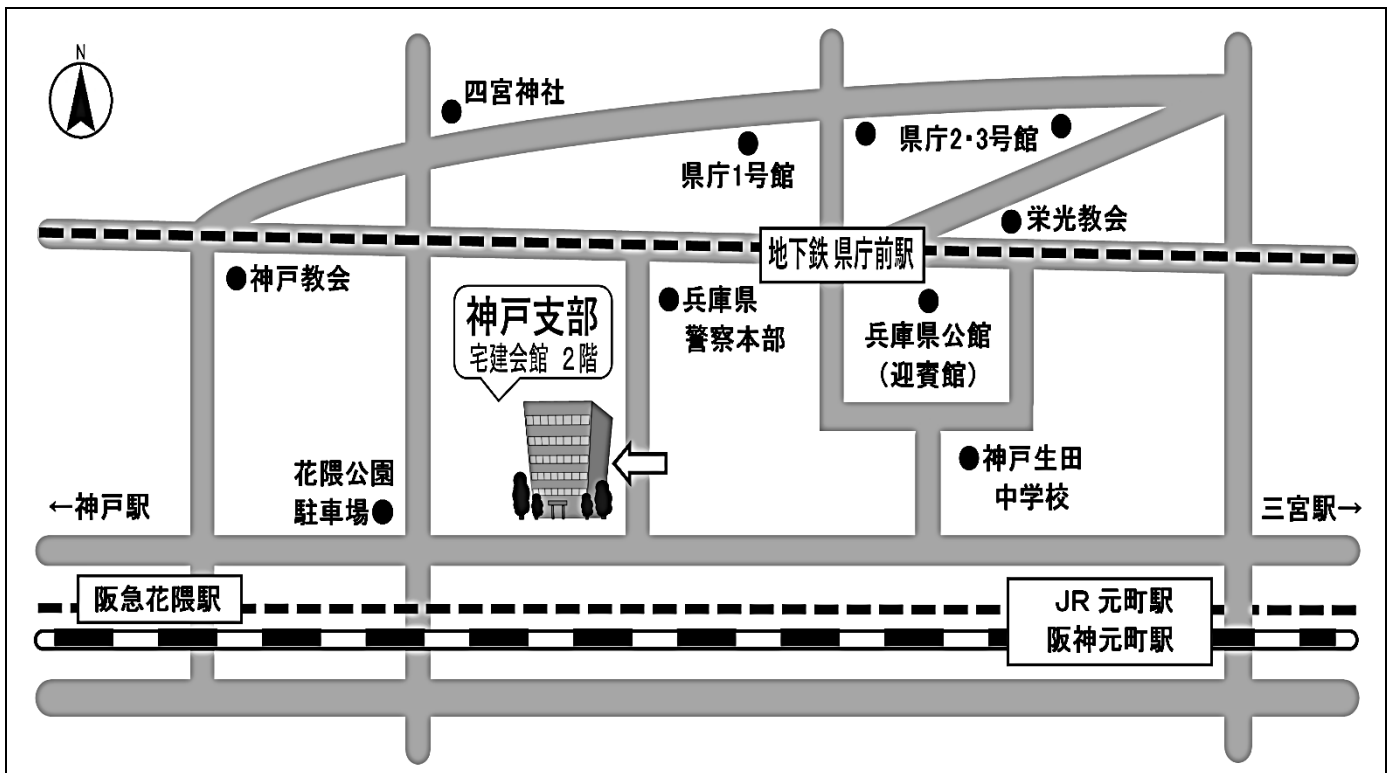 N
四宮神社
県庁1号館
県庁2・3号館
栄光教会
地下鉄 県庁前駅
神戸教会
神戸支部
宅建会館 2階
兵庫県
警察本部
兵庫県公館
(迎賓館)
花隈公園
駐車場
神戸生田
中学校
←神戸駅
三宮駅→
阪急花隈駅
JR 元町駅
阪神元町駅